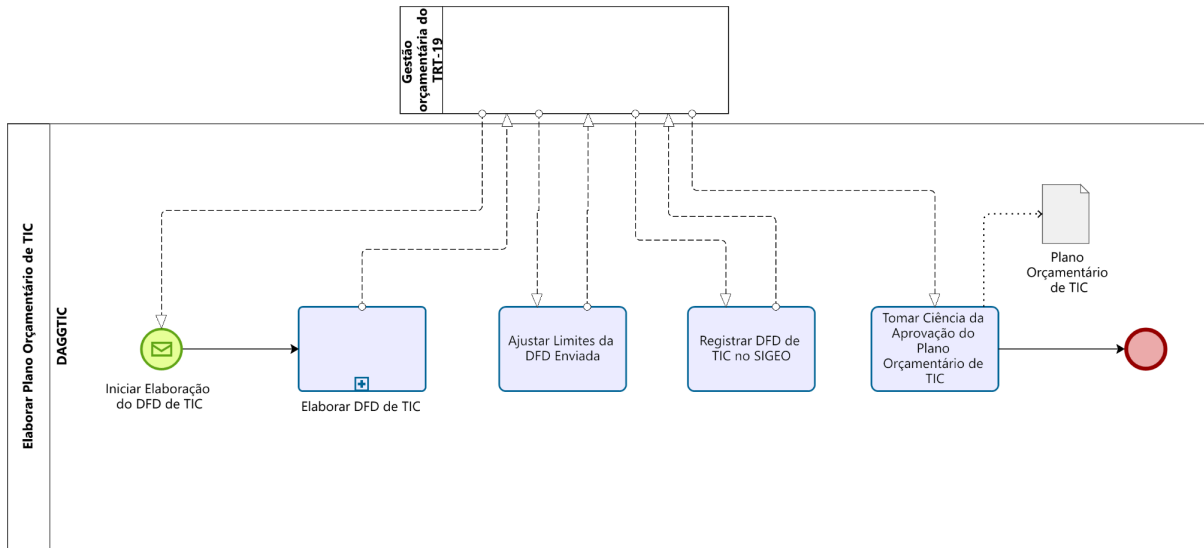 Gestão
orçamentária do
TRT-19
Elaborar Plano Orçamentário de TIC
DAGGTIC
Iniciar Elaboração
do DFD de TIC
Elaborar DFD de TIC
Ajustar Limites da
DFD Enviada
Registrar DFD de
TIC no SIGEO
Tomar Ciência da
Aprovação do
Plano
Orçamentário de
TIC
Plano
Orçamentário
de TIC